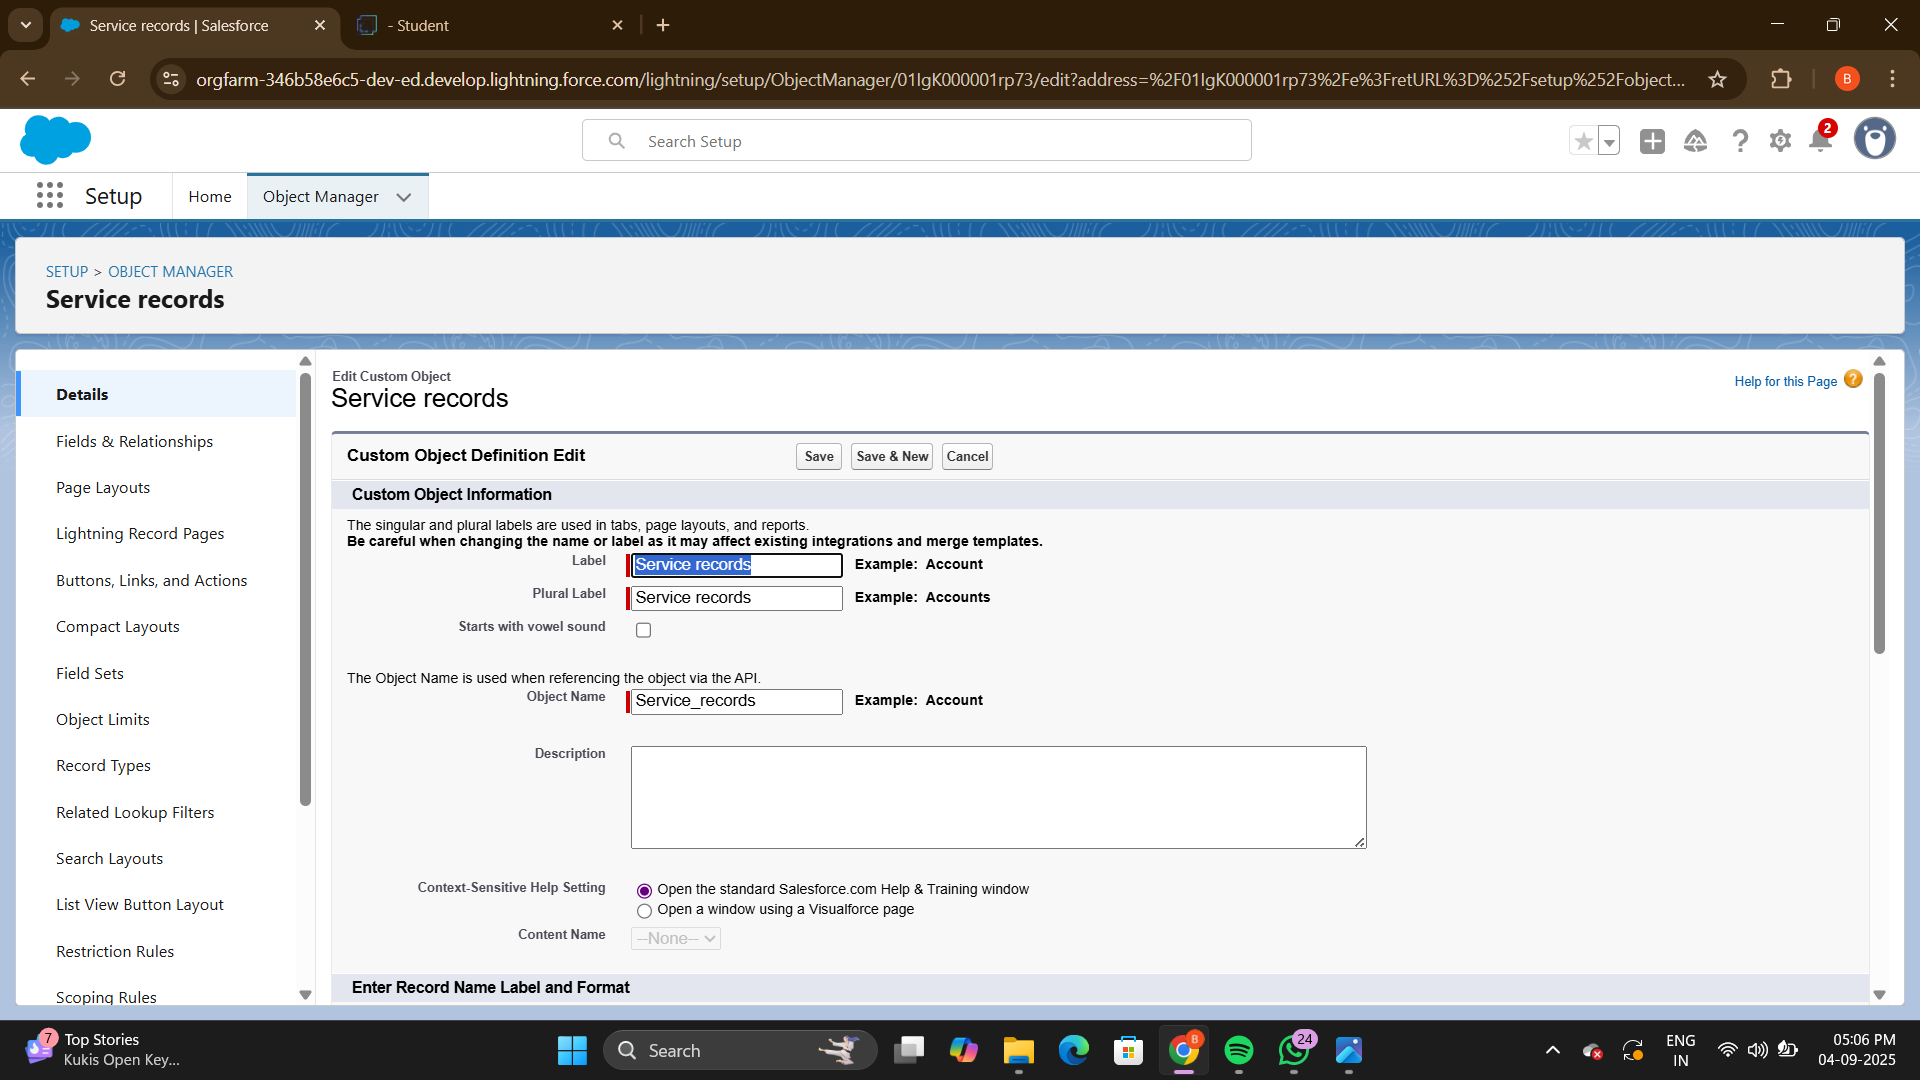 Service records | Salesforce
- Student
orgfarm-346b58e6c5-dev-ed.develop.lightning.force.com/lightning/setup/ObjectManager/01IgK000001rp73/edit?address=%2F01IgK000001rp73%2Fe%3FretURL%3D%252Fsetup%252Fobject...
B
Search Setup
2
Setup
Home
Object Manager
SETUP > OBJECT MANAGER
Service records
Details
Fields & Relationships
Page Layouts
Lightning Record Pages
Buttons, Links, and Actions
Compact Layouts
Field Sets
Object Limits
Record Types
Related Lookup Filters
Search Layouts
List View Button Layout
Restriction Rules
Scoping Rules
Edit Custom Object
Service records
Help for this Page ?
Custom Object Definition Edit
Save
Save & New
Cancel
Custom Object Information
The singular and plural labels are used in tabs, page layouts, and reports.
Be careful when changing the name or label as it may affect existing integrations and merge templates.
Label Service records Example: Account
Plural Label Service records Example: Accounts
Starts with vowel sound
The Object Name is used when referencing the object via the API.
Object Name Service_records Example: Account
Description
Context-Sensitive Help Setting Open the standard Salesforce.com Help & Training window
Open a window using a Visualforce page
Content Name --None--
Enter Record Name Label and Format
7
Top Stories
Kukis Open Key...
Search
B
24
ENG
IN
05:06 PM
04-09-2025